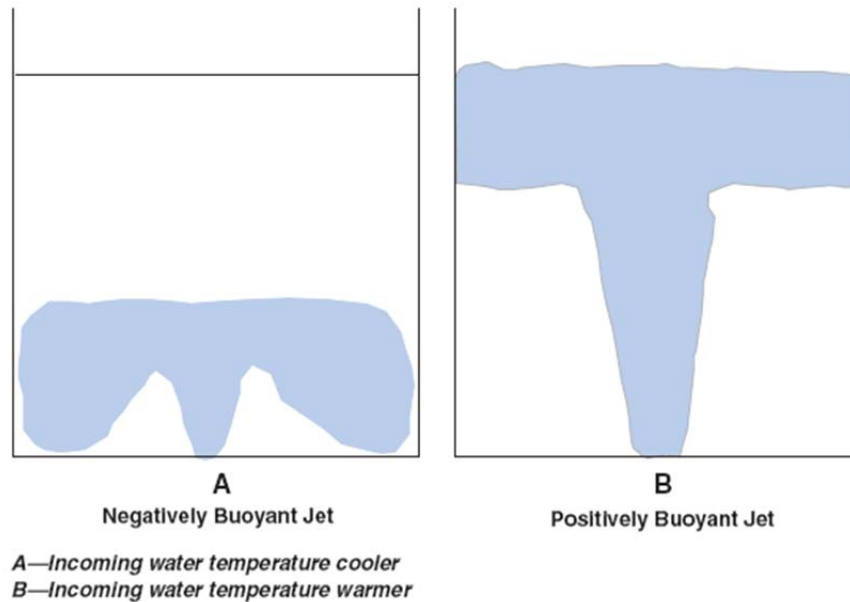 A
Negatively Buoyant Jet
B
Positively Buoyant Jet
A—Incoming water temperature cooler
B—Incoming water temperature warmer